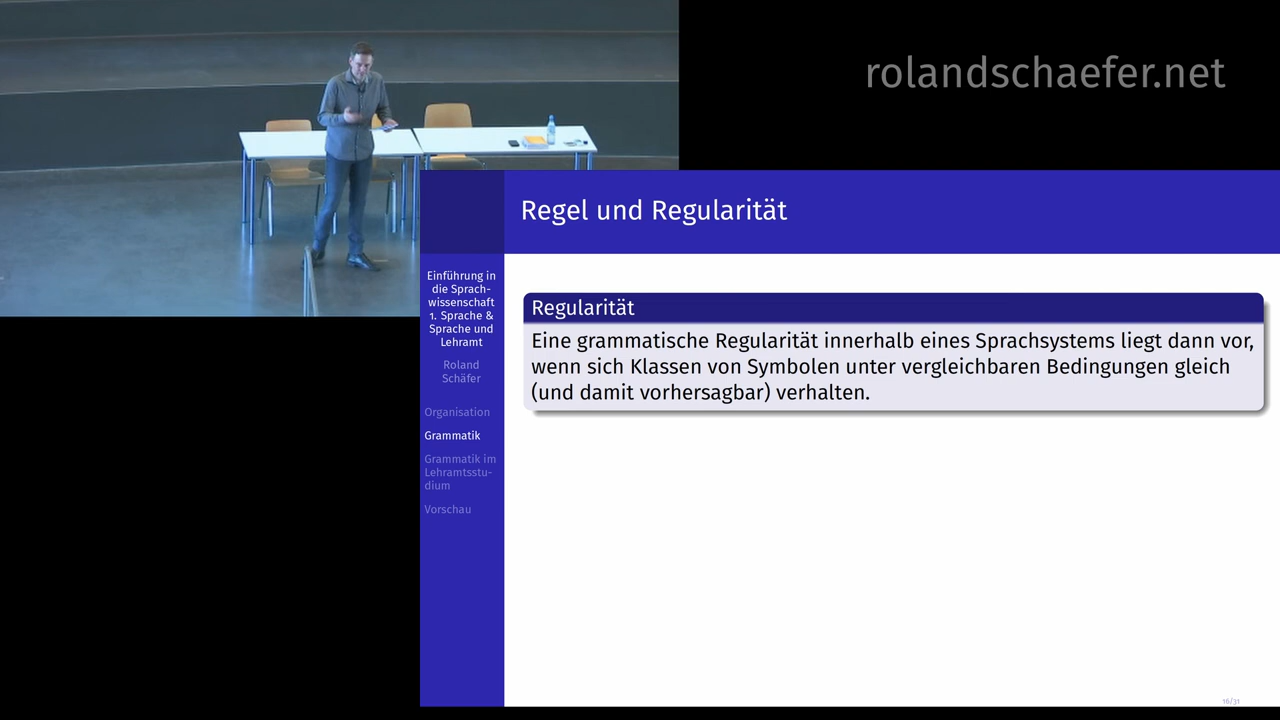 rolandschaefer.net
Regel und Regularität
Einführung in
die Sprach-
wissenschaft
1. Sprache &
Sprache und
Lehramt
Roland
Schäfer
Organisation
Grammatik
Grammatik im
Lehramtsstu-
dium
Vorschau
Regularität
Eine grammatische Regularität innerhalb eines Sprachsystems liegt dann vor,
wenn sich Klassen von Symbolen unter vergleichbaren Bedingungen gleich
(und damit vorhersagbar) verhalten.
16/31